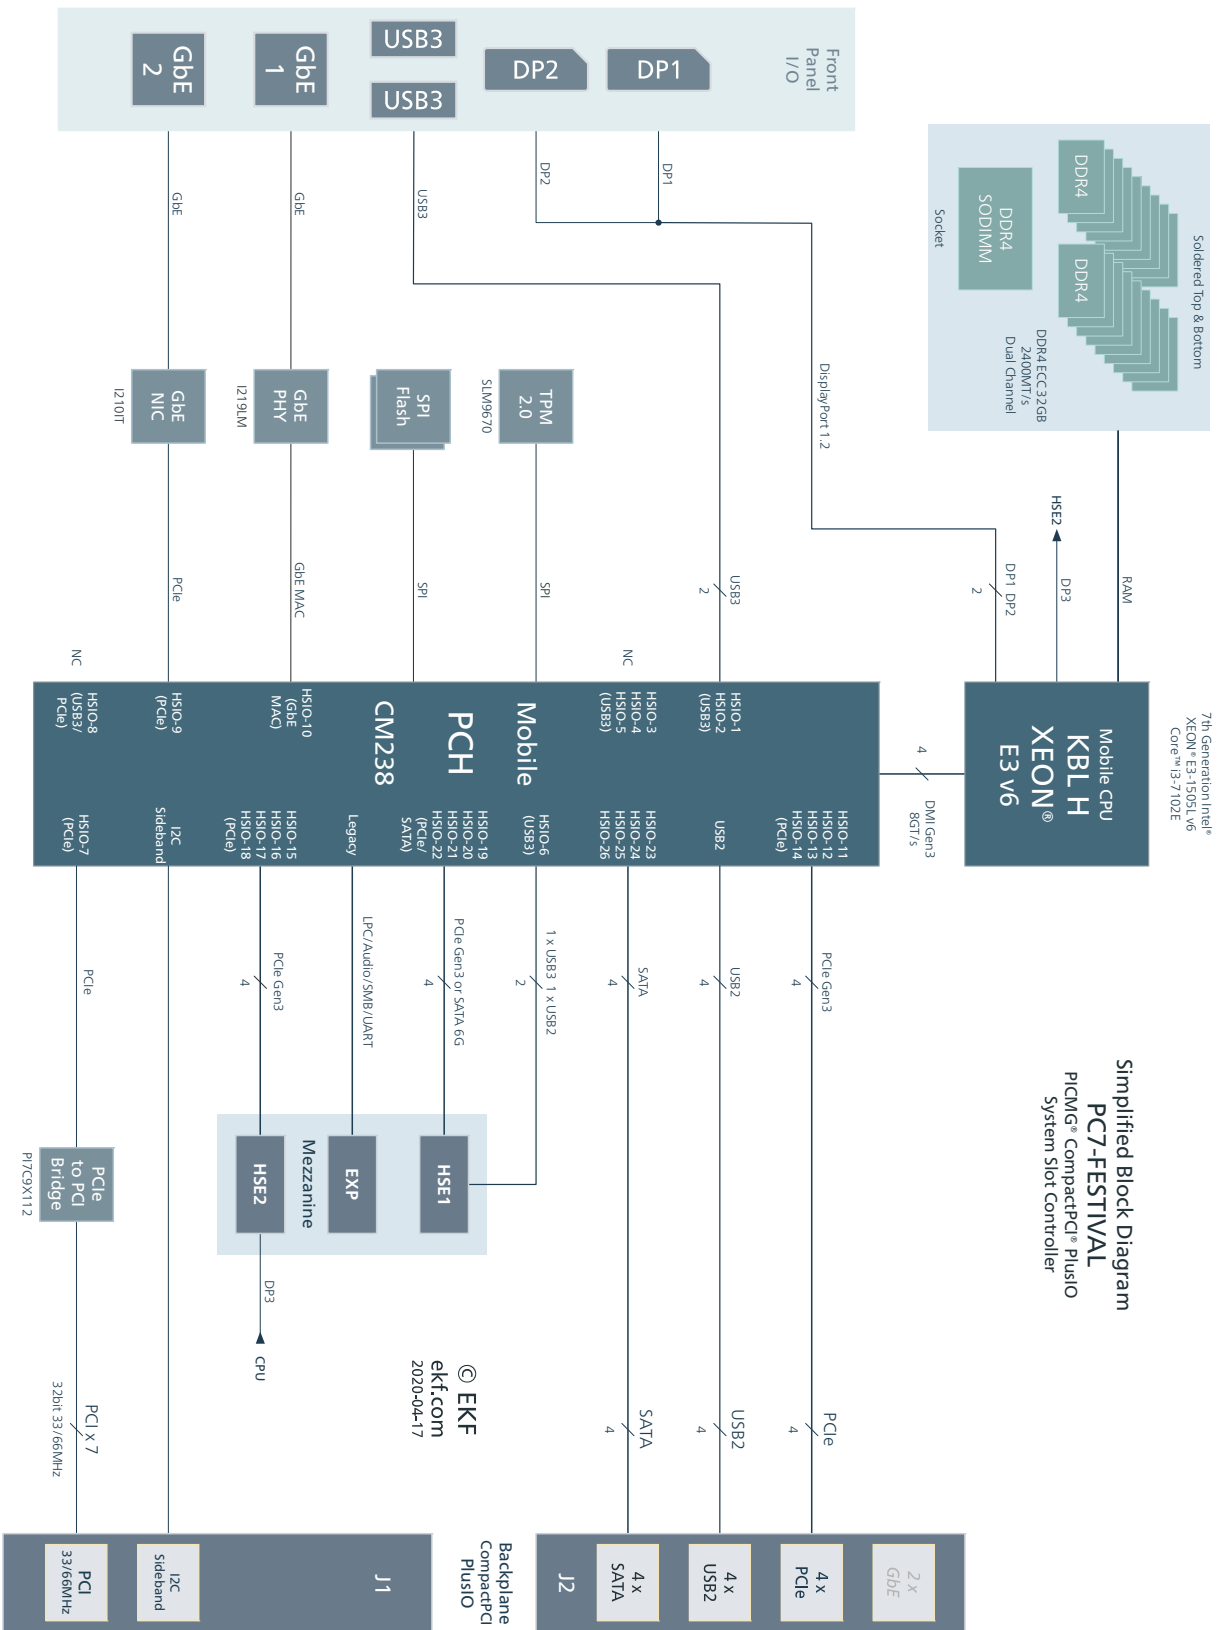 Simplified Block Diagram
PC7-FESTIVAL
PICMG® CompactPCI® PlusIO
System Slot Controller
7th Generation Intel®
XEON® E3-1505L v6
Core™ i3-7102E
Soldered Top & Bottom
DDR4
DDR4
DDR4
SODIMM
Socket
DDR4 ECC 32GB
2400MT/s
Dual Channel
RAM
HSE2
DP3
DP1 DP2
2
Mobile CPU
KBL H
XEON®
E3 v6
4
DMI Gen3
8GT/s
Front
Panel
I/O
DP1
DP2
USB3
USB3
GbE
1
GbE
2
DP1
DP2
USB3
GbE
GbE
DisplayPort 1.2
TPM
2.0
SLM9670
SPI
Flash
GbE
PHY
I219LM
GbE
NIC
I210IT
USB3
2
SPI
SPI
GbE MAC
PCIe
NC
NC
HSIO-1
HSIO-2
(USB3)
HSIO-3
HSIO-4
HSIO-5
(USB3)
Mobile
PCH
CM238
HSIO-10
(GbE
MAC)
HSIO-9
(PCIe)
HSIO-8
(USB3/
PCIe)
HSIO-11
HSIO-12
HSIO-13
HSIO-14
(PCIe)
USB2
HSIO-23
HSIO-24
HSIO-25
HSIO-26
HSIO-6
(USB3)
HSIO-19
HSIO-20
HSIO-21
HSIO-22
(PCIe/
SATA)
Legacy
HSIO-15
HSIO-16
HSIO-17
HSIO-18
(PCIe)
I2C
Sideband
HSIO-7
(PCIe)
PCIe Gen3
4
USB2
4
SATA
4
1 x USB3 1 x USB2
2
PCIe Gen3 or SATA 6G
4
LPC/Audio/SMB/UART
PCIe Gen3
4
PCIe
HSE1
EXP
Mezzanine
HSE2
DP3
CPU
PCIe
to PCI
Bridge
PI7C9X112
© EKF
ekf.com
2020-04-17
PCIe
4
USB2
4
SATA
4
PCI x 7
32bit 33/66MHz
2 x
GbE
4 x
PCIe
4 x
USB2
4 x
SATA
J2
Backplane
CompactPCI
PlusIO
J1
I2C
Sideband
PCI
33/66MHz